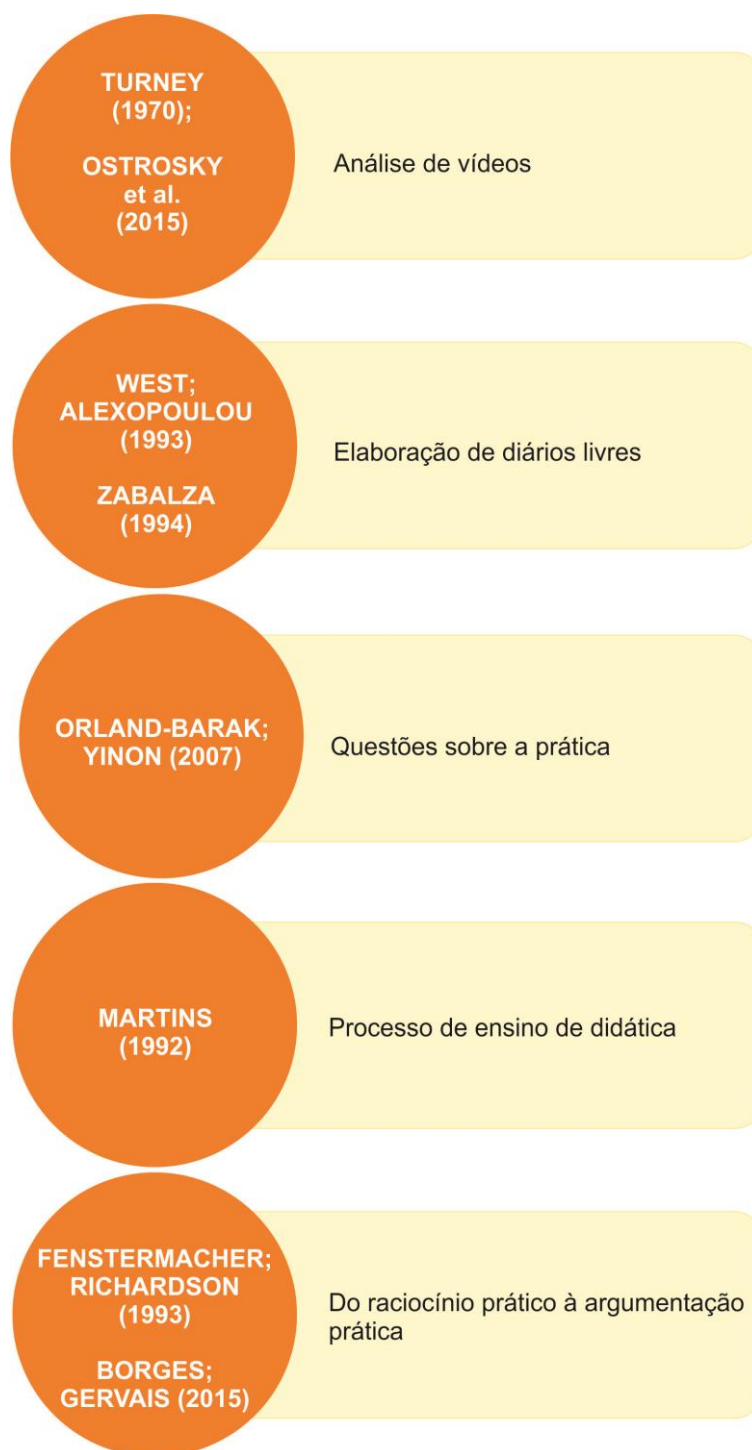 TURNEY
(1970);
OSTROSKY
et al.
(2015)
Análise de vídeos
WEST;
ALEXOPOULOU
(1993)
ZABALZA
(1994)
Elaboração de diários livres
ORLAND-BARAK;
YINON (2007)
Questões sobre a prática
MARTINS
(1992)
Processo de ensino de didática
FENSTERMACHER;
RICHARDSON
(1993)
BORGES;
GERVAIS (2015)
Do raciocínio prático à argumentação
prática